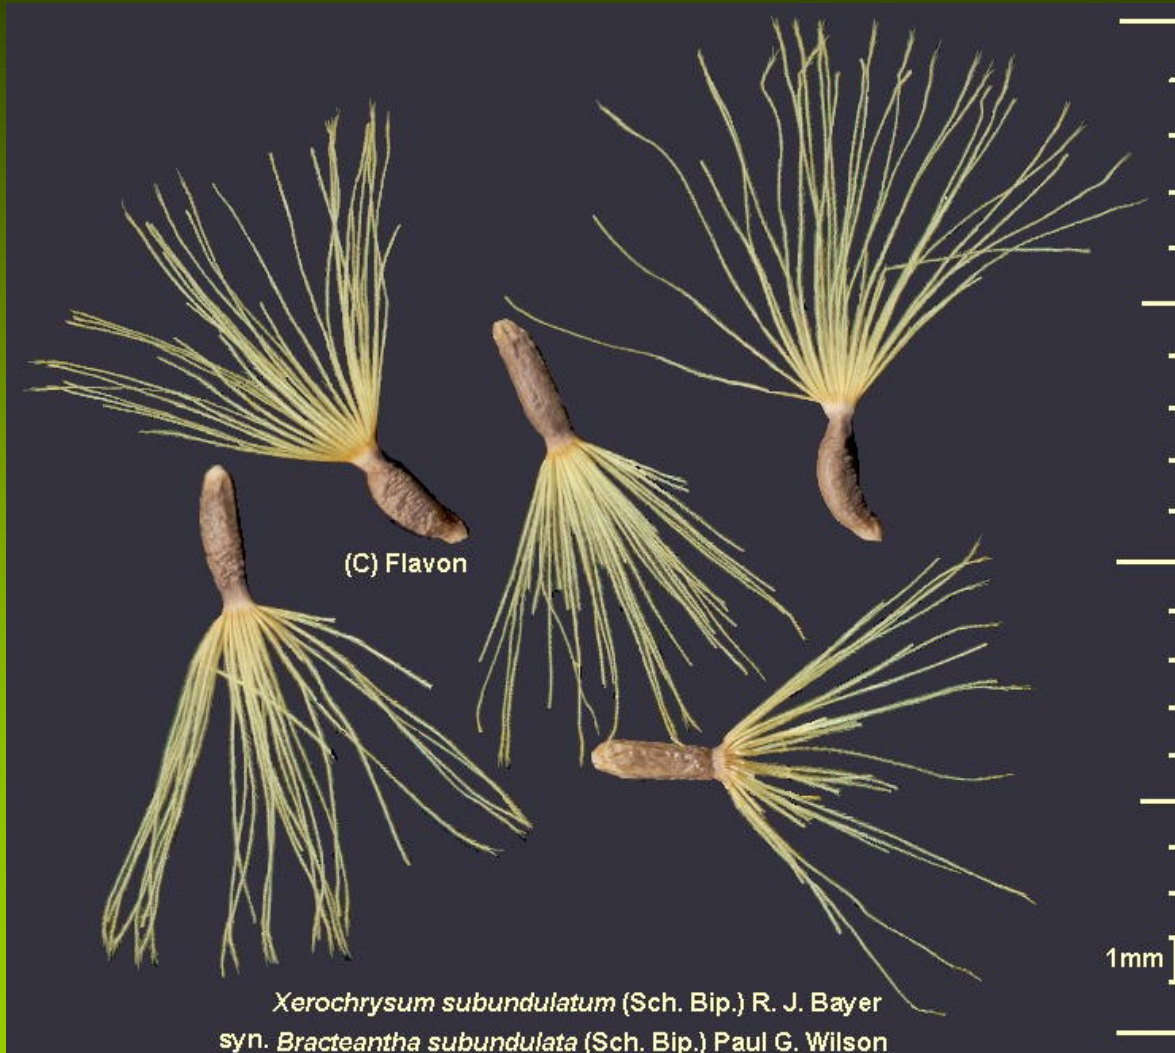 (C) Flavon
1mm
Xerochrysum subundulatum (Sch. Bip.) R. J. Bayer
syn. Bracteantha subundulata (Sch. Bip.) Paul G. Wilson